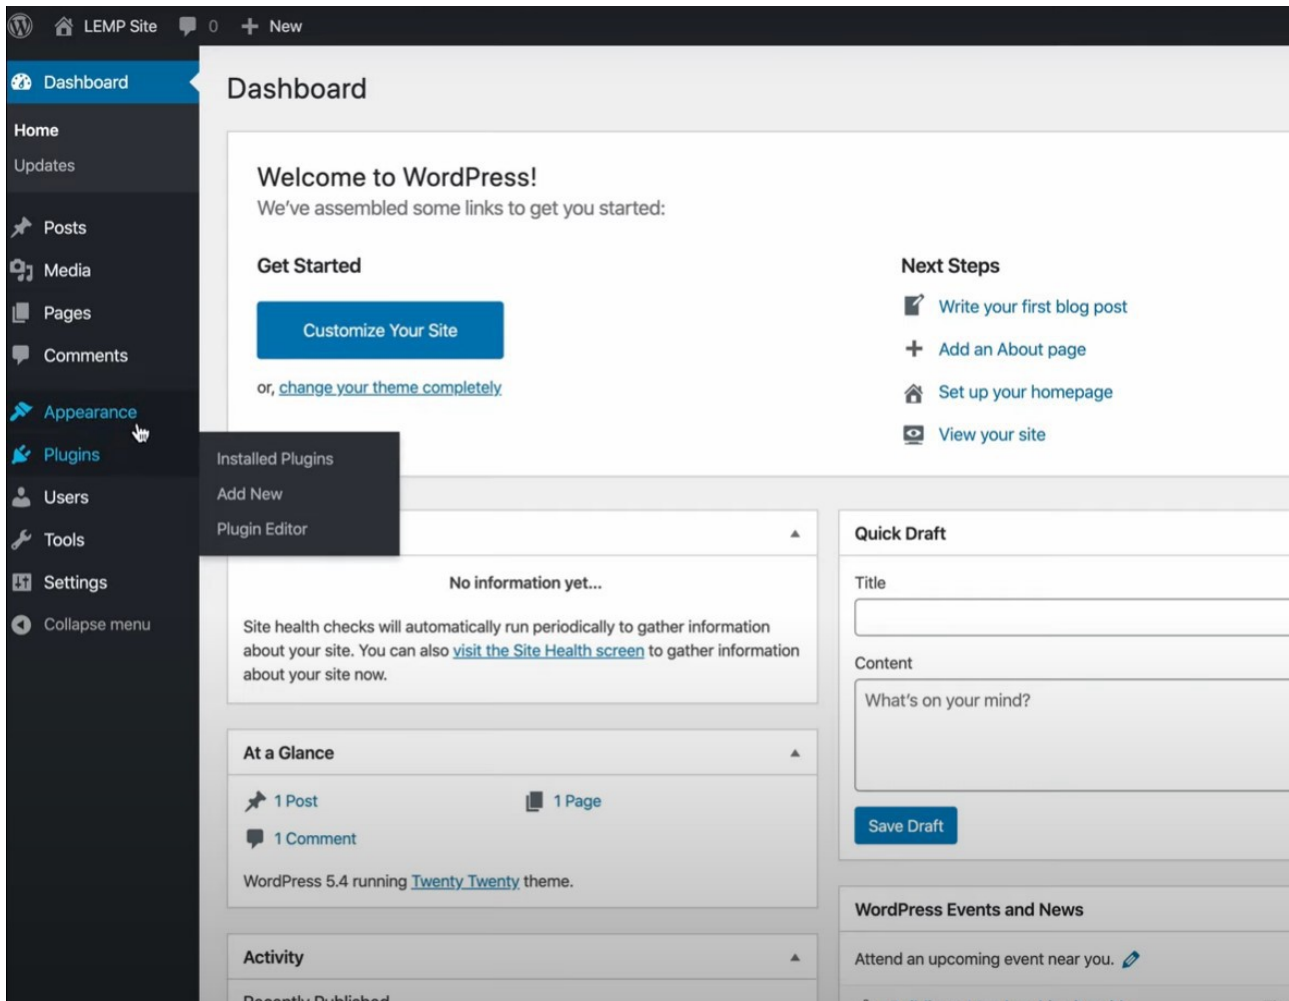 LEMP Site 0 New
Dashboard
Home
Updates
Posts
Media
Pages
Comments
Appearance
Plugins
Users
Tools
Settings
Collapse menu
Installed Plugins
Add New
Plugin Editor
Dashboard
Welcome to WordPress!
We've assembled some links to get you started:
Get Started
Customize Your Site
or, change your theme completely
Next Steps
Write your first blog post
Add an About page
Set up your homepage
View your site
No information yet...
Site health checks will automatically run periodically to gather information
about your site. You can also visit the Site Health screen to gather information
about your site now.
At a Glance
1 Post
1 Page
1 Comment
WordPress 5.4 running Twenty Twenty theme.
Activity
Recently Published
Quick Draft
Title
Content
What's on your mind?
Save Draft
WordPress Events and News
Attend an upcoming event near you.